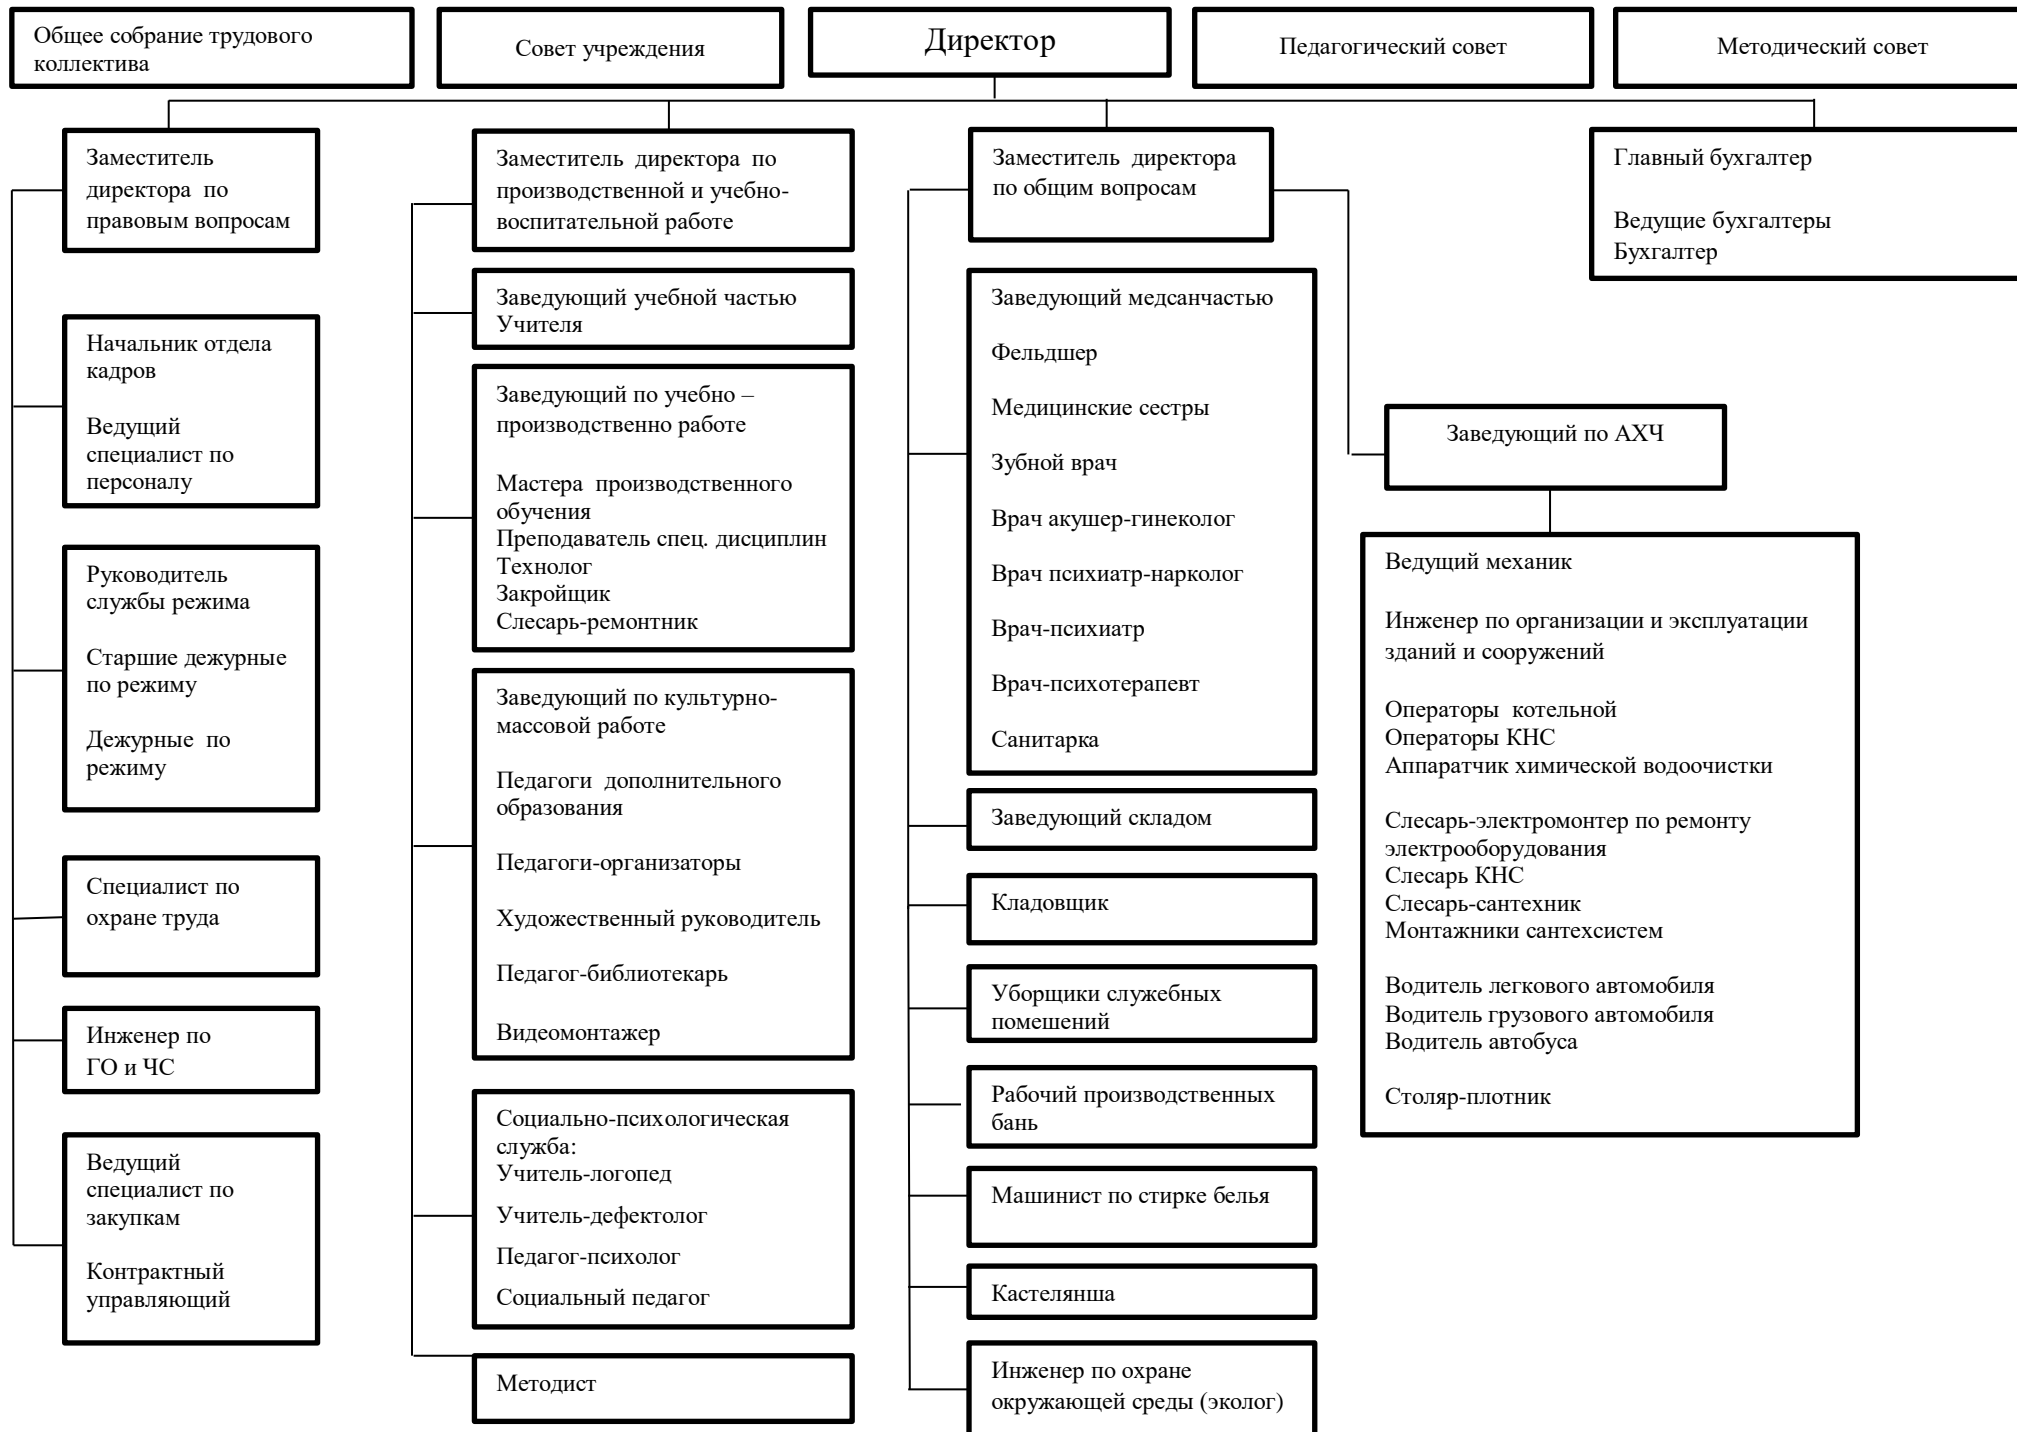 Общее собрание трудового
коллектива
Совет учреждения
Директор
Педагогический совет
Методический совет
Заместитель
директора по
правовым вопросам
Начальник отдела
кадров
Ведущий
специалист по
персоналу
Руководитель
службы режима
Старшие дежурные
по режиму
Дежурные по
режиму
Специалист по
охране труда
Инженер по
ГО и ЧС
Ведущий
специалист по
закупкам
Контрактный
управляющий
Заместитель директора по
производственной и учебно-
воспитательной работе
Заведующий учебной частью
Учителя
Заведующий по учебно –
производственно работе
Мастера производственного
обучения
Преподаватель спец. дисциплин
Технолог
Закройщик
Слесарь-ремонтник
Заведующий по культурно-
массовой работе
Педагоги дополнительного
образования
Педагоги-организаторы
Художественный руководитель
Педагог-библиотекарь
Видеомонтажер
Социально-психологическая
служба:
Учитель-логопед
Учитель-дефектолог
Педагог-психолог
Социальный педагог
Методист
Заместитель директора
по общим вопросам
Заведующий медсанчастью
Фельдшер
Медицинские сестры
Зубной врач
Врач акушер-гинеколог
Врач психиатр-нарколог
Врач-психиатр
Врач-психотерапевт
Санитарка
Заведующий складом
Кладовщик
Уборщики служебных
помешений
Рабочий производственных
бань
Машинист по стирке белья
Кастелянша
Инженер по охране
окружающей среды (эколог)
Главный бухгалтер
Ведущие бухгалтеры
Бухгалтер
Заведующий по АХЧ
Ведущий механик
Инженер по организации и эксплуатации
зданий и сооружений
Операторы котельной
Операторы КНС
Аппаратчик химической водоочистки
Слесарь-электромонтер по ремонту
электрооборудования
Слесарь КНС
Слесарь-сантехник
Монтажники сантехсистем
Водитель легкового автомобиля
Водитель грузового автомобиля
Водитель автобуса
Столяр-плотник